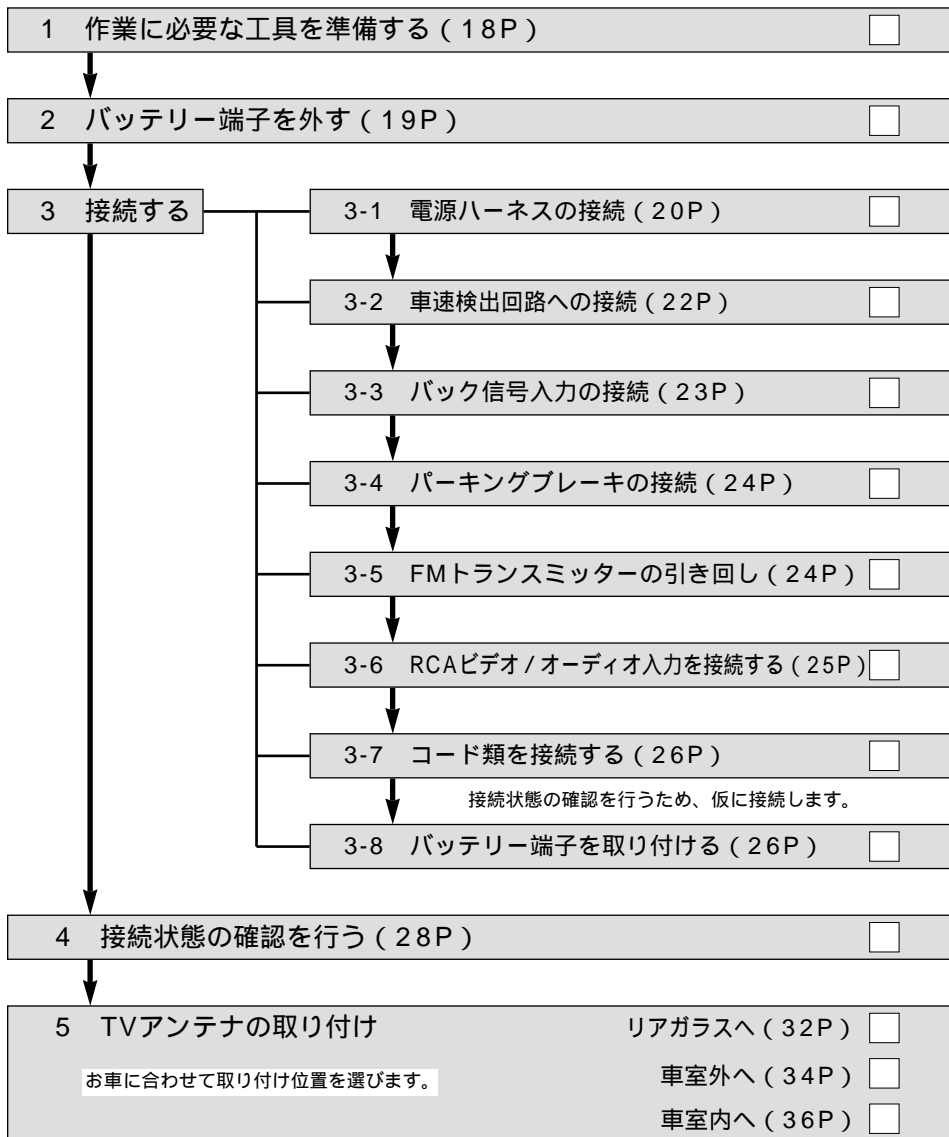 1 作業に必要な工具を準備する(18P)
2 バッテリー端子を外す(19P)
3 接続する
3-1 電源ハーネスの接続(20P)
3-2 車速検出回路への接続(22P)
3-3 バック信号入力の接続(23P)
3-4 パーキングブレーキの接続(24P)
3-5 FMトランスミッターの引き回し(24P)
3-6 RCAビデオ/オーディオ入力を接続する(25P)
3-7 コード類を接続する(26P)
接続状態の確認を行うため、仮に接続します。
3-8 バッテリー端子を取り付ける(26P)
4 接続状態の確認を行う(28P)
5 TVアンテナの取り付け
お車に合わせて取り付け位置を選びます。
リアガラスへ(32P)
車室外へ(34P)
車室内へ(36P)